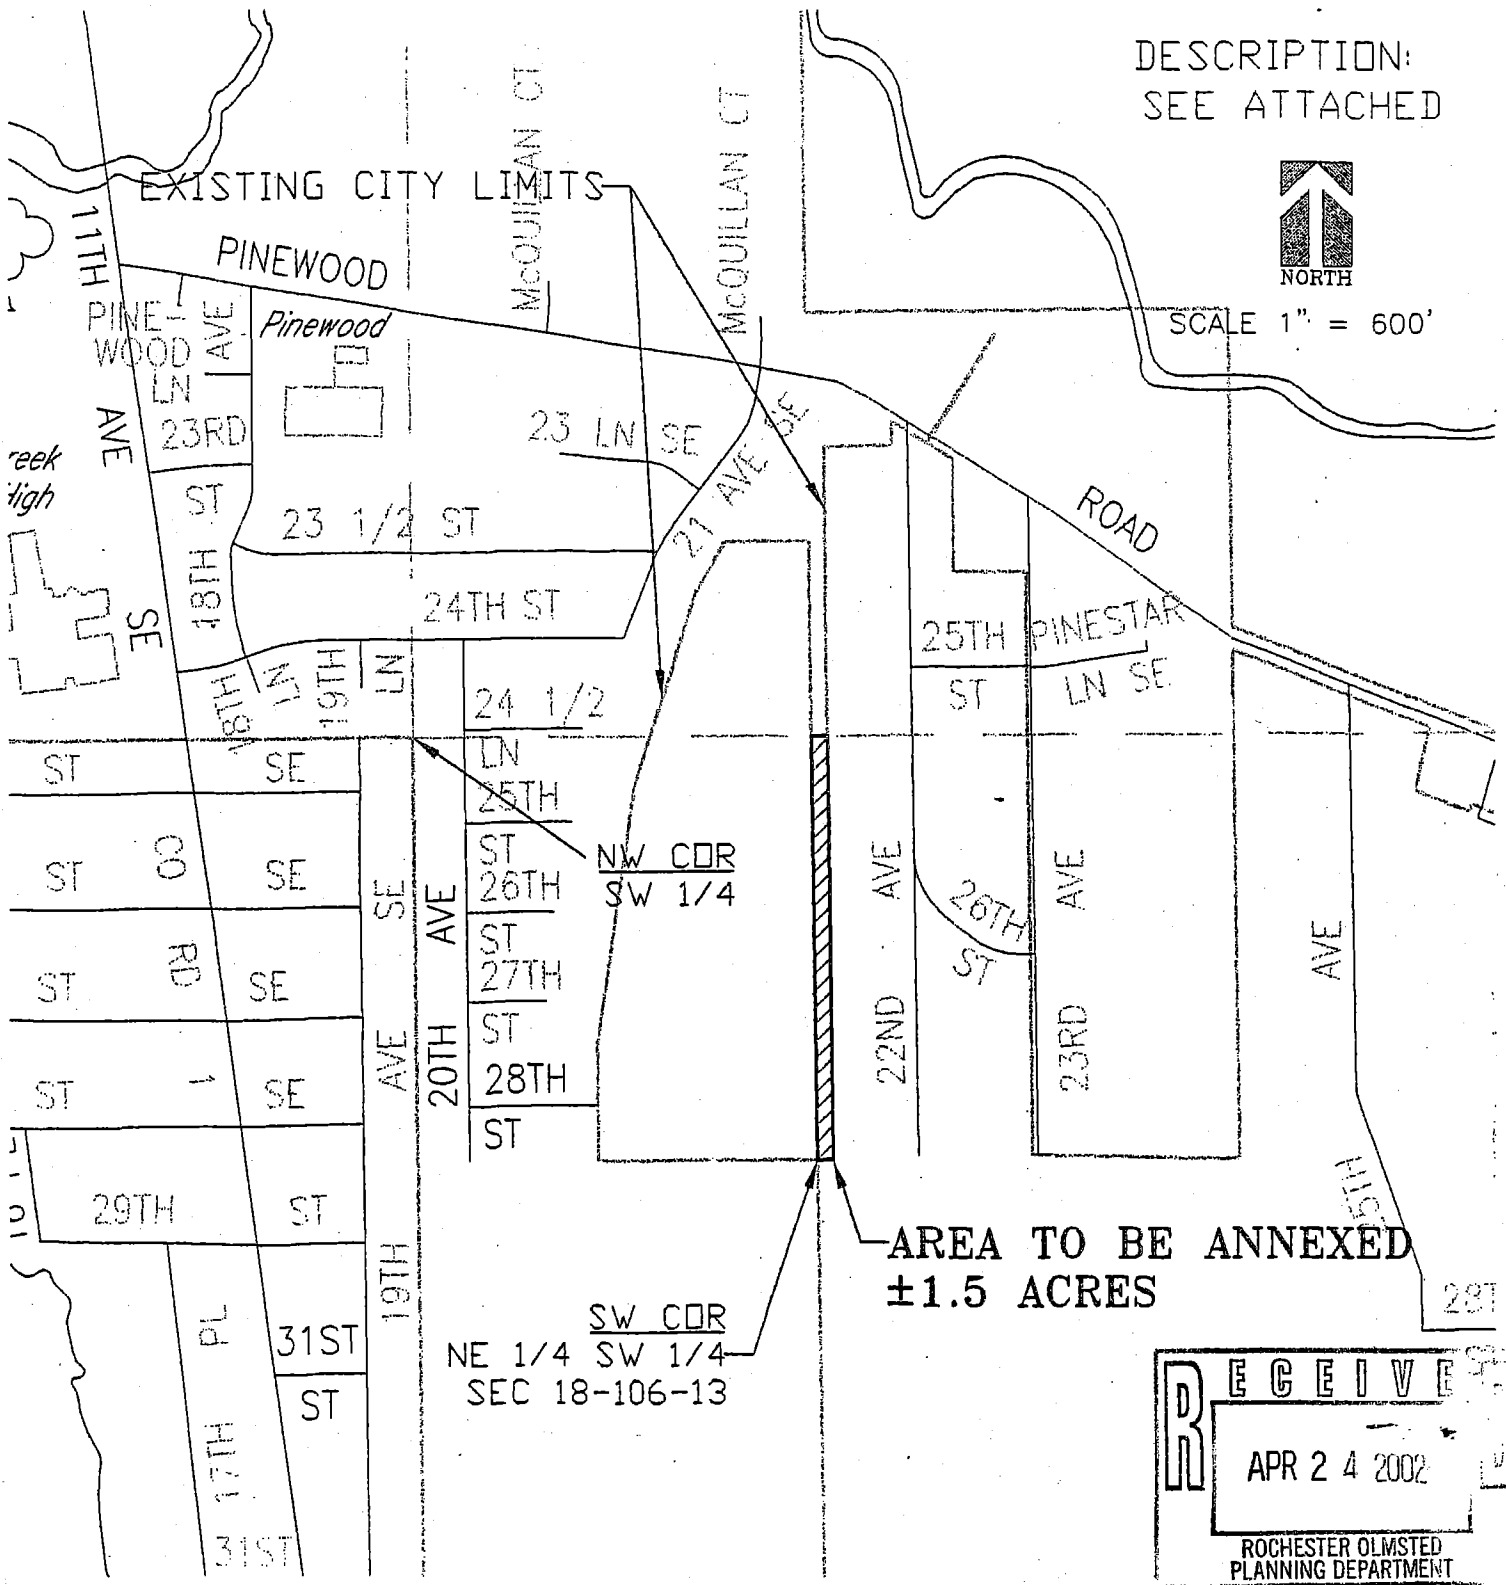 DESCRIPTION:
SEE ATTACHED
NORTH
SCALE 1" = 600'
EXISTING CITY LIMITS
McQUILLAN CT
McQUILLAN CT
11TH AVE SE
PINEWOOD
ROAD
PINE-
WOOD
LN
AVE
Pinewood
23RD
ST
reek
High
18TH
23 LN SE
21 AVE SE
23 1/2 ST
24TH ST
18TH LN
19TH LN
24 1/2
LN
25TH
ST
26TH
ST
27TH
ST
28TH
ST
25TH
ST
PINESTAR
LN SE
ST SE
ST SE
ST SE
ST SE
CO RD 1
19TH AVE SE
20TH AVE
NW COR
SW 1/4
22ND AVE
26TH
ST
23RD AVE
AVE
25TH
28T
29TH ST
17TH PL
31ST
ST
31ST
SW COR
NE 1/4 SW 1/4
SEC 18-106-13
AREA TO BE ANNEXED
±1.5 ACRES
RECEIVE
APR 24 2002
ROCHESTER OLMSTED
PLANNING DEPARTMENT